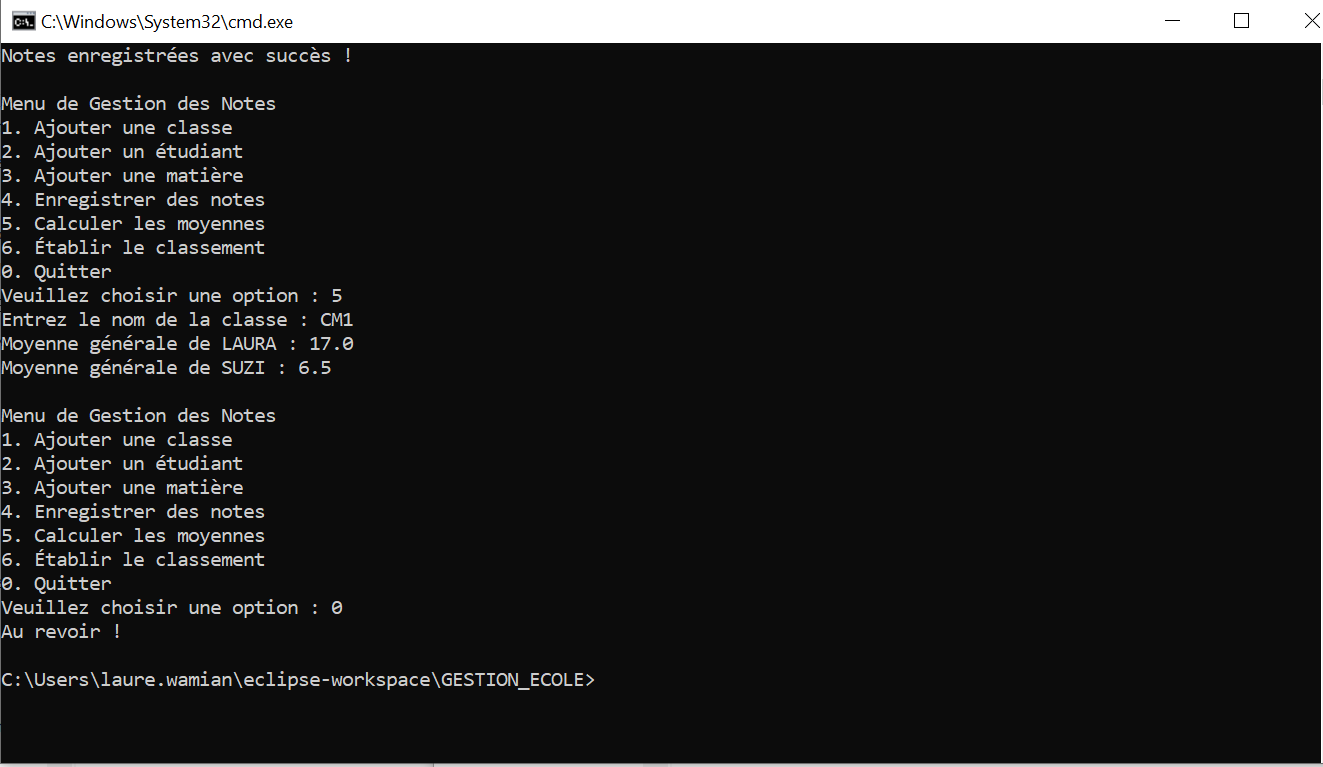 C:\Windows\System32\cmd.exe
Notes enregistrées avec succès !
Menu de Gestion des Notes
1. Ajouter une classe
2. Ajouter un étudiant
3. Ajouter une matière
4. Enregistrer des notes
5. Calculer les moyennes
6. Établir le classement
0. Quitter
Veuillez choisir une option : 5
Entrez le nom de la classe : CM1
Moyenne générale de LAURA : 17.0
Moyenne générale de SUZI : 6.5
Menu de Gestion des Notes
1. Ajouter une classe
2. Ajouter un étudiant
3. Ajouter une matière
4. Enregistrer des notes
5. Calculer les moyennes
6. Établir le classement
0. Quitter
Veuillez choisir une option : 0
Au revoir !
C:\Users\laure.wamian\eclipse-workspace\GESTION_ECOLE>